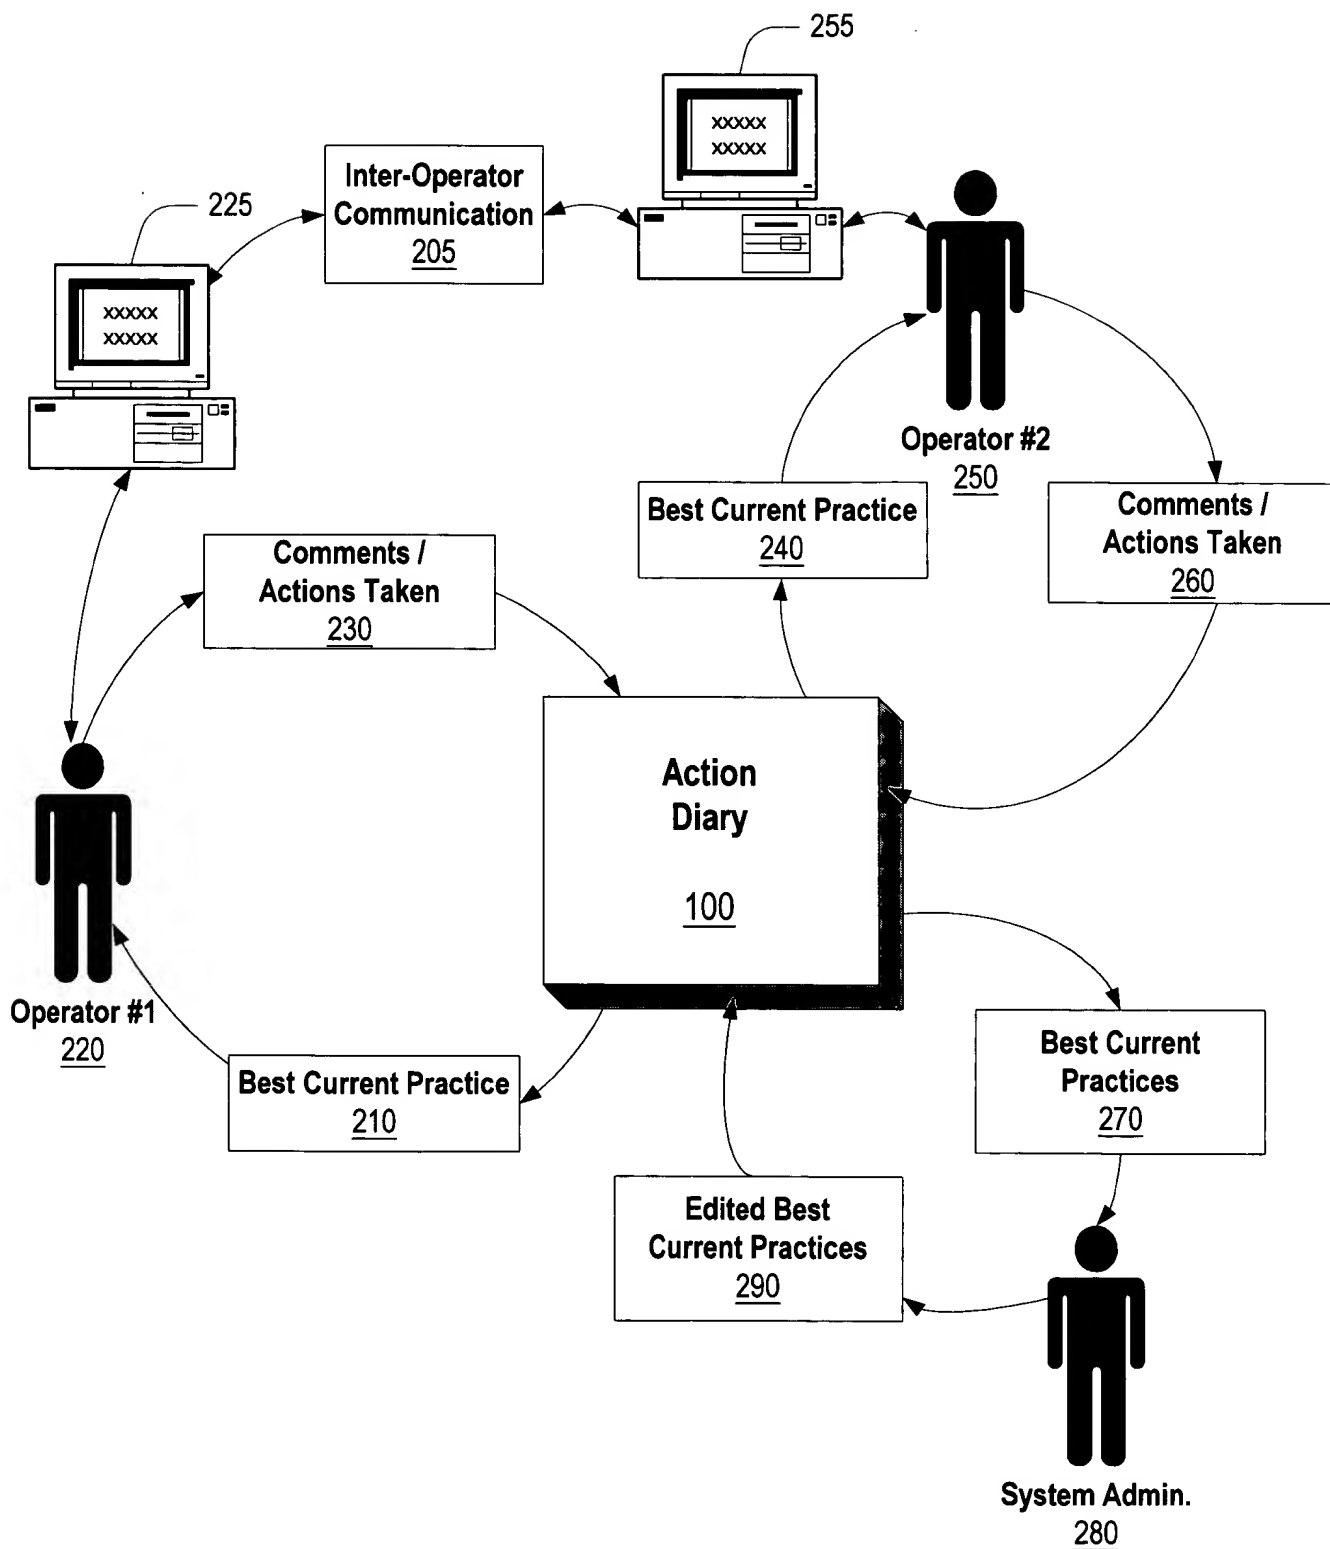 255
xxxxx
xxxxx
Inter-Operator
Communication
205
225
xxxxx
xxxxx
Operator #2
250
Best Current Practice
240
Comments /
Actions Taken
260
Comments /
Actions Taken
230
Action
Diary
100
Operator #1
220
Best Current Practice
210
Best Current
Practices
270
Edited Best
Current Practices
290
System Admin.
280